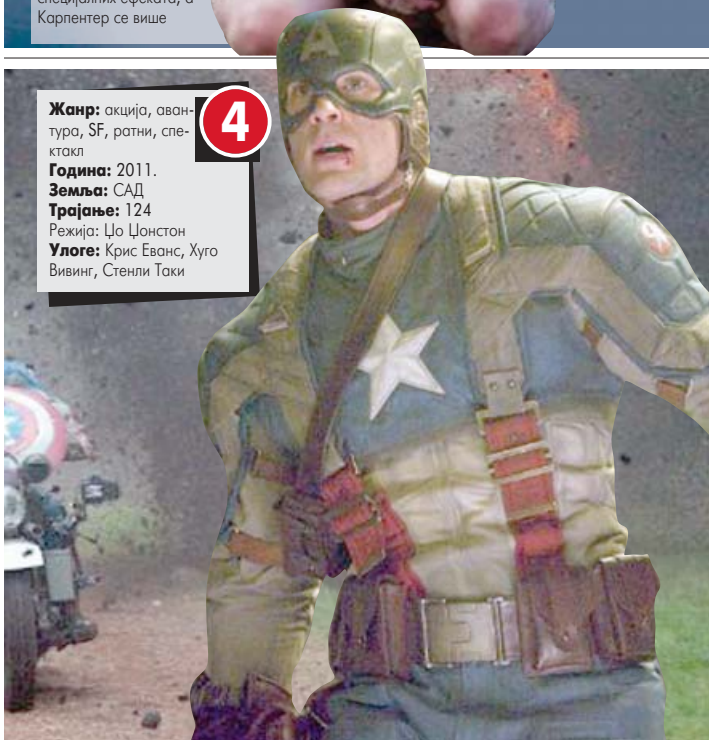 специјалних ефеката, а
Карпентер се више
4
Жанр: акција, аван-
тура, SF, ратни, спе-
ктакл
Година: 2011.
Земља: САД
Трајање: 124
Режија: Џо Џонстон
Улоге: Крис Еванс, Хуго
Вивинг, Стенли Таки
A